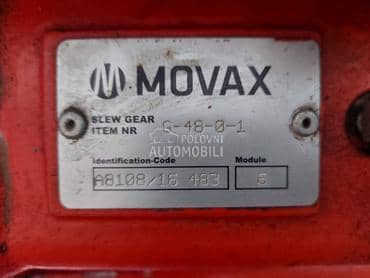 MOVAX
SLEW GEAR
ITEM NR G-48-0-1
POLOVNI
AUTOMOBILI
Identification-Code Module
A8108/16 483 6